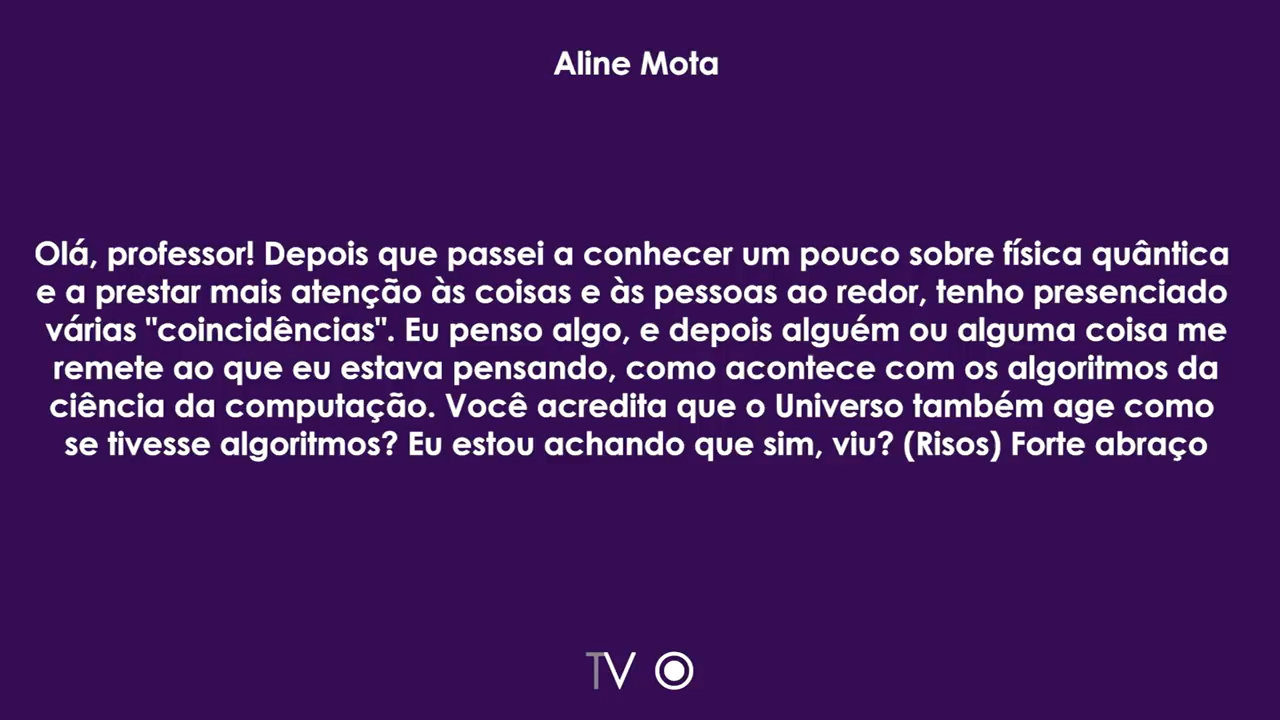 Aline Mota
Olá, professor! Depois que passei a conhecer um pouco sobre física quântica
e a prestar mais atenção às coisas e às pessoas ao redor, tenho presenciado
várias "coincidências". Eu penso algo, e depois alguém ou alguma coisa me
remete ao que eu estava pensando, como acontece com os algoritmos da
ciência da computação. Você acredita que o Universo também age como
se tivesse algoritmos? Eu estou achando que sim, viu? (Risos) Forte abraço
TV